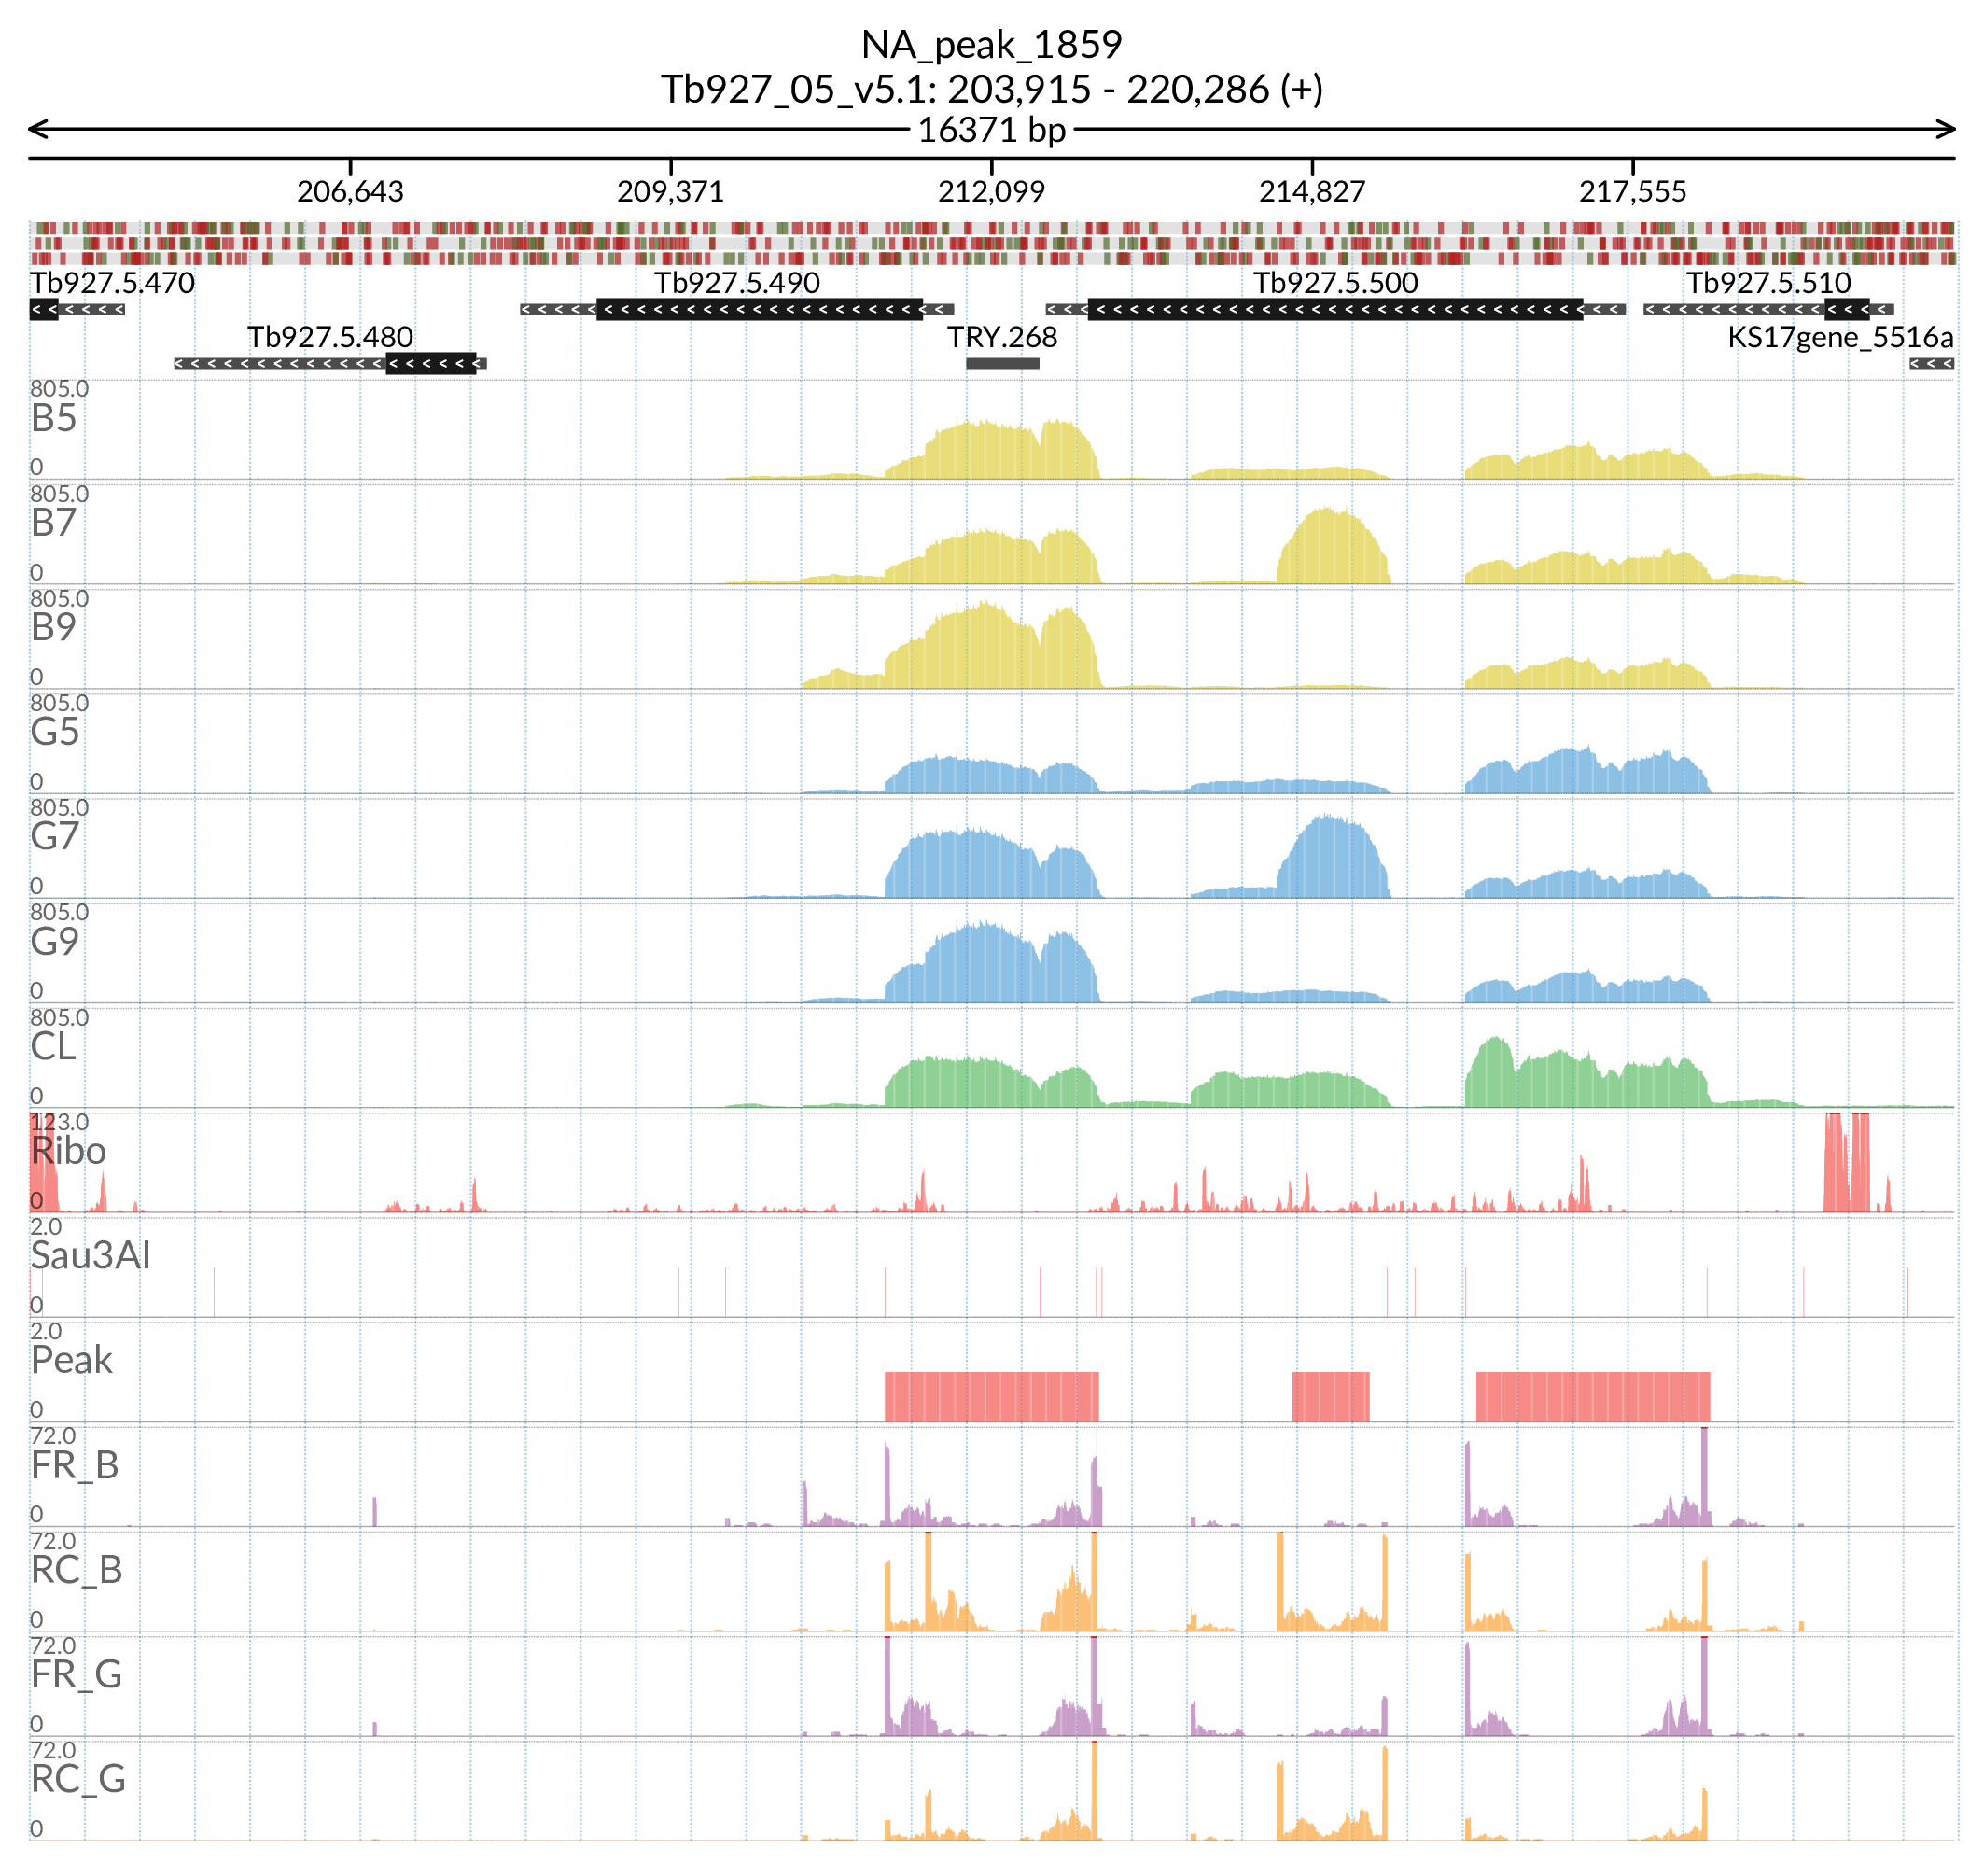 NA_peak_1859
Tb927_05_v5.1: 203,915 - 220,286 (+)
16371 bp
206,643 209,371 212,099 214,827 217,555
Tb927.5.470 Tb927.5.490 Tb927.5.500 Tb927.5.510
Tb927.5.480 TRY.268 KS17gene_5516a
805.0
B5
0
805.0
B7
0
805.0
B9
0
805.0
G5
0
805.0
G7
0
805.0
G9
0
805.0
CL
0
123.0
Ribo
0
2.0
Sau3AI
0
2.0
Peak
0
72.0
FR_B
0
72.0
RC_B
0
72.0
FR_G
0
72.0
RC_G
0